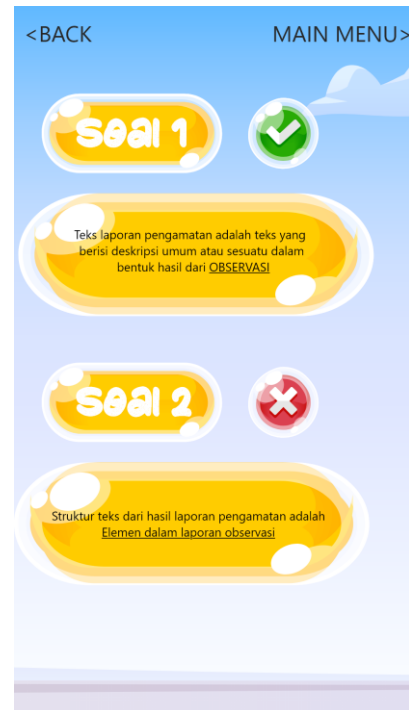 <BACK
MAIN MENU>
Soal 1
Teks laporan pengamatan adalah teks yang
berisi deskripsi umum atau sesuatu dalam
bentuk hasil dari OBSERVASI
Soal 2
Struktur teks dari hasil laporan pengamatan adalah
Elemen dalam laporan observasi